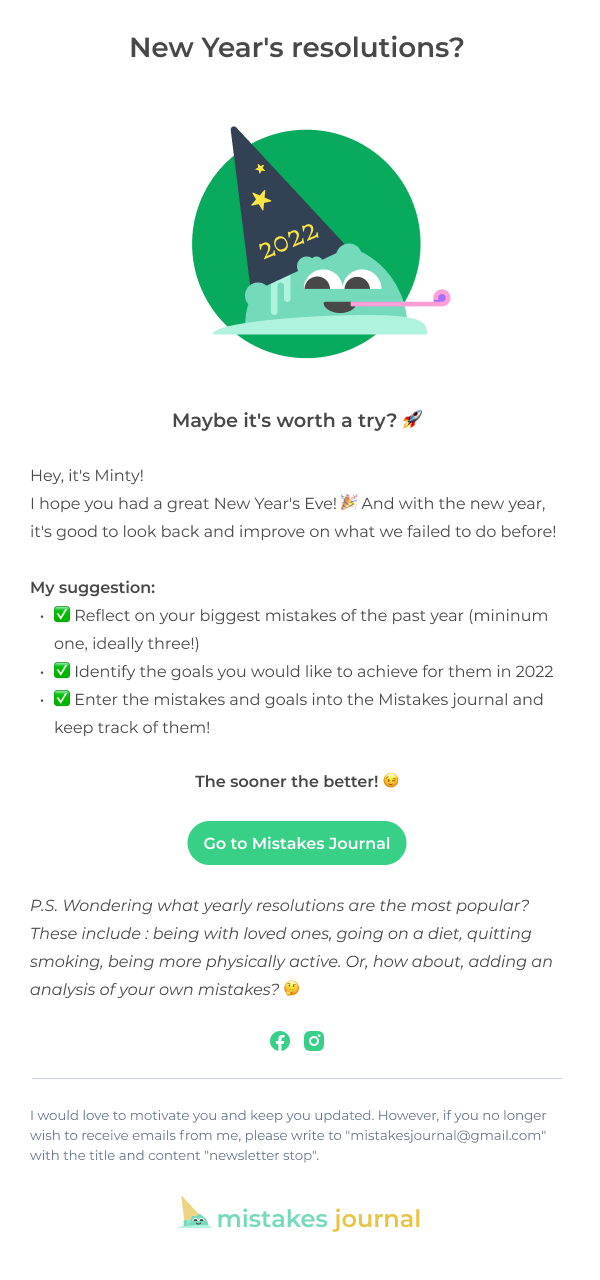 New Year's resolutions?
2022
Maybe it's worth a try? 🚀
Hey, it's Minty!
I hope you had a great New Year's Eve! 🎉 And with the new year,
it's good to look back and improve on what we failed to do before!
My suggestion:
• ✅ Reflect on your biggest mistakes of the past year (mininum
one, ideally three!)
• ✅ Identify the goals you would like to achieve for them in 2022
• ✅ Enter the mistakes and goals into the Mistakes journal and
keep track of them!
The sooner the better! 😉
Go to Mistakes Journal
P.S. Wondering what yearly resolutions are the most popular?
These include : being with loved ones, going on a diet, quitting
smoking, being more physically active. Or, how about, adding an
analysis of your own mistakes? 🤔
I would love to motivate you and keep you updated. However, if you no longer
wish to receive emails from me, please write to "mistakesjournal@gmail.com"
with the title and content "newsletter stop".
mistakes journal